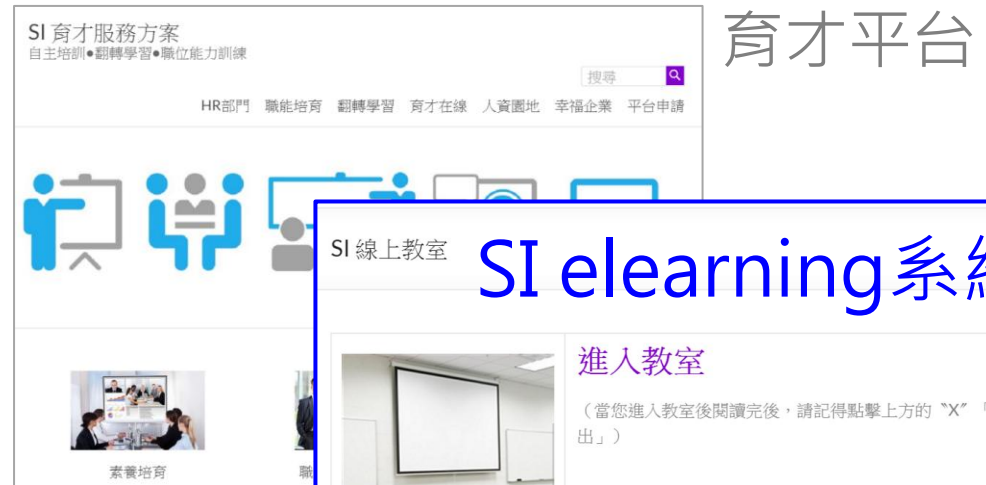 SI 育才服務方案
自主培訓●翻轉學習●職位能力訓練
育才平台
搜尋
HR部門 職能培育 翻轉學習 育才在線 人資園地 幸福企業 平台申請
SI 線上教室
SI elearning系
進入教室
（當您進入教室後閱讀完後，請記得點擊上方的〝X〞「
出」）
素養培育
職